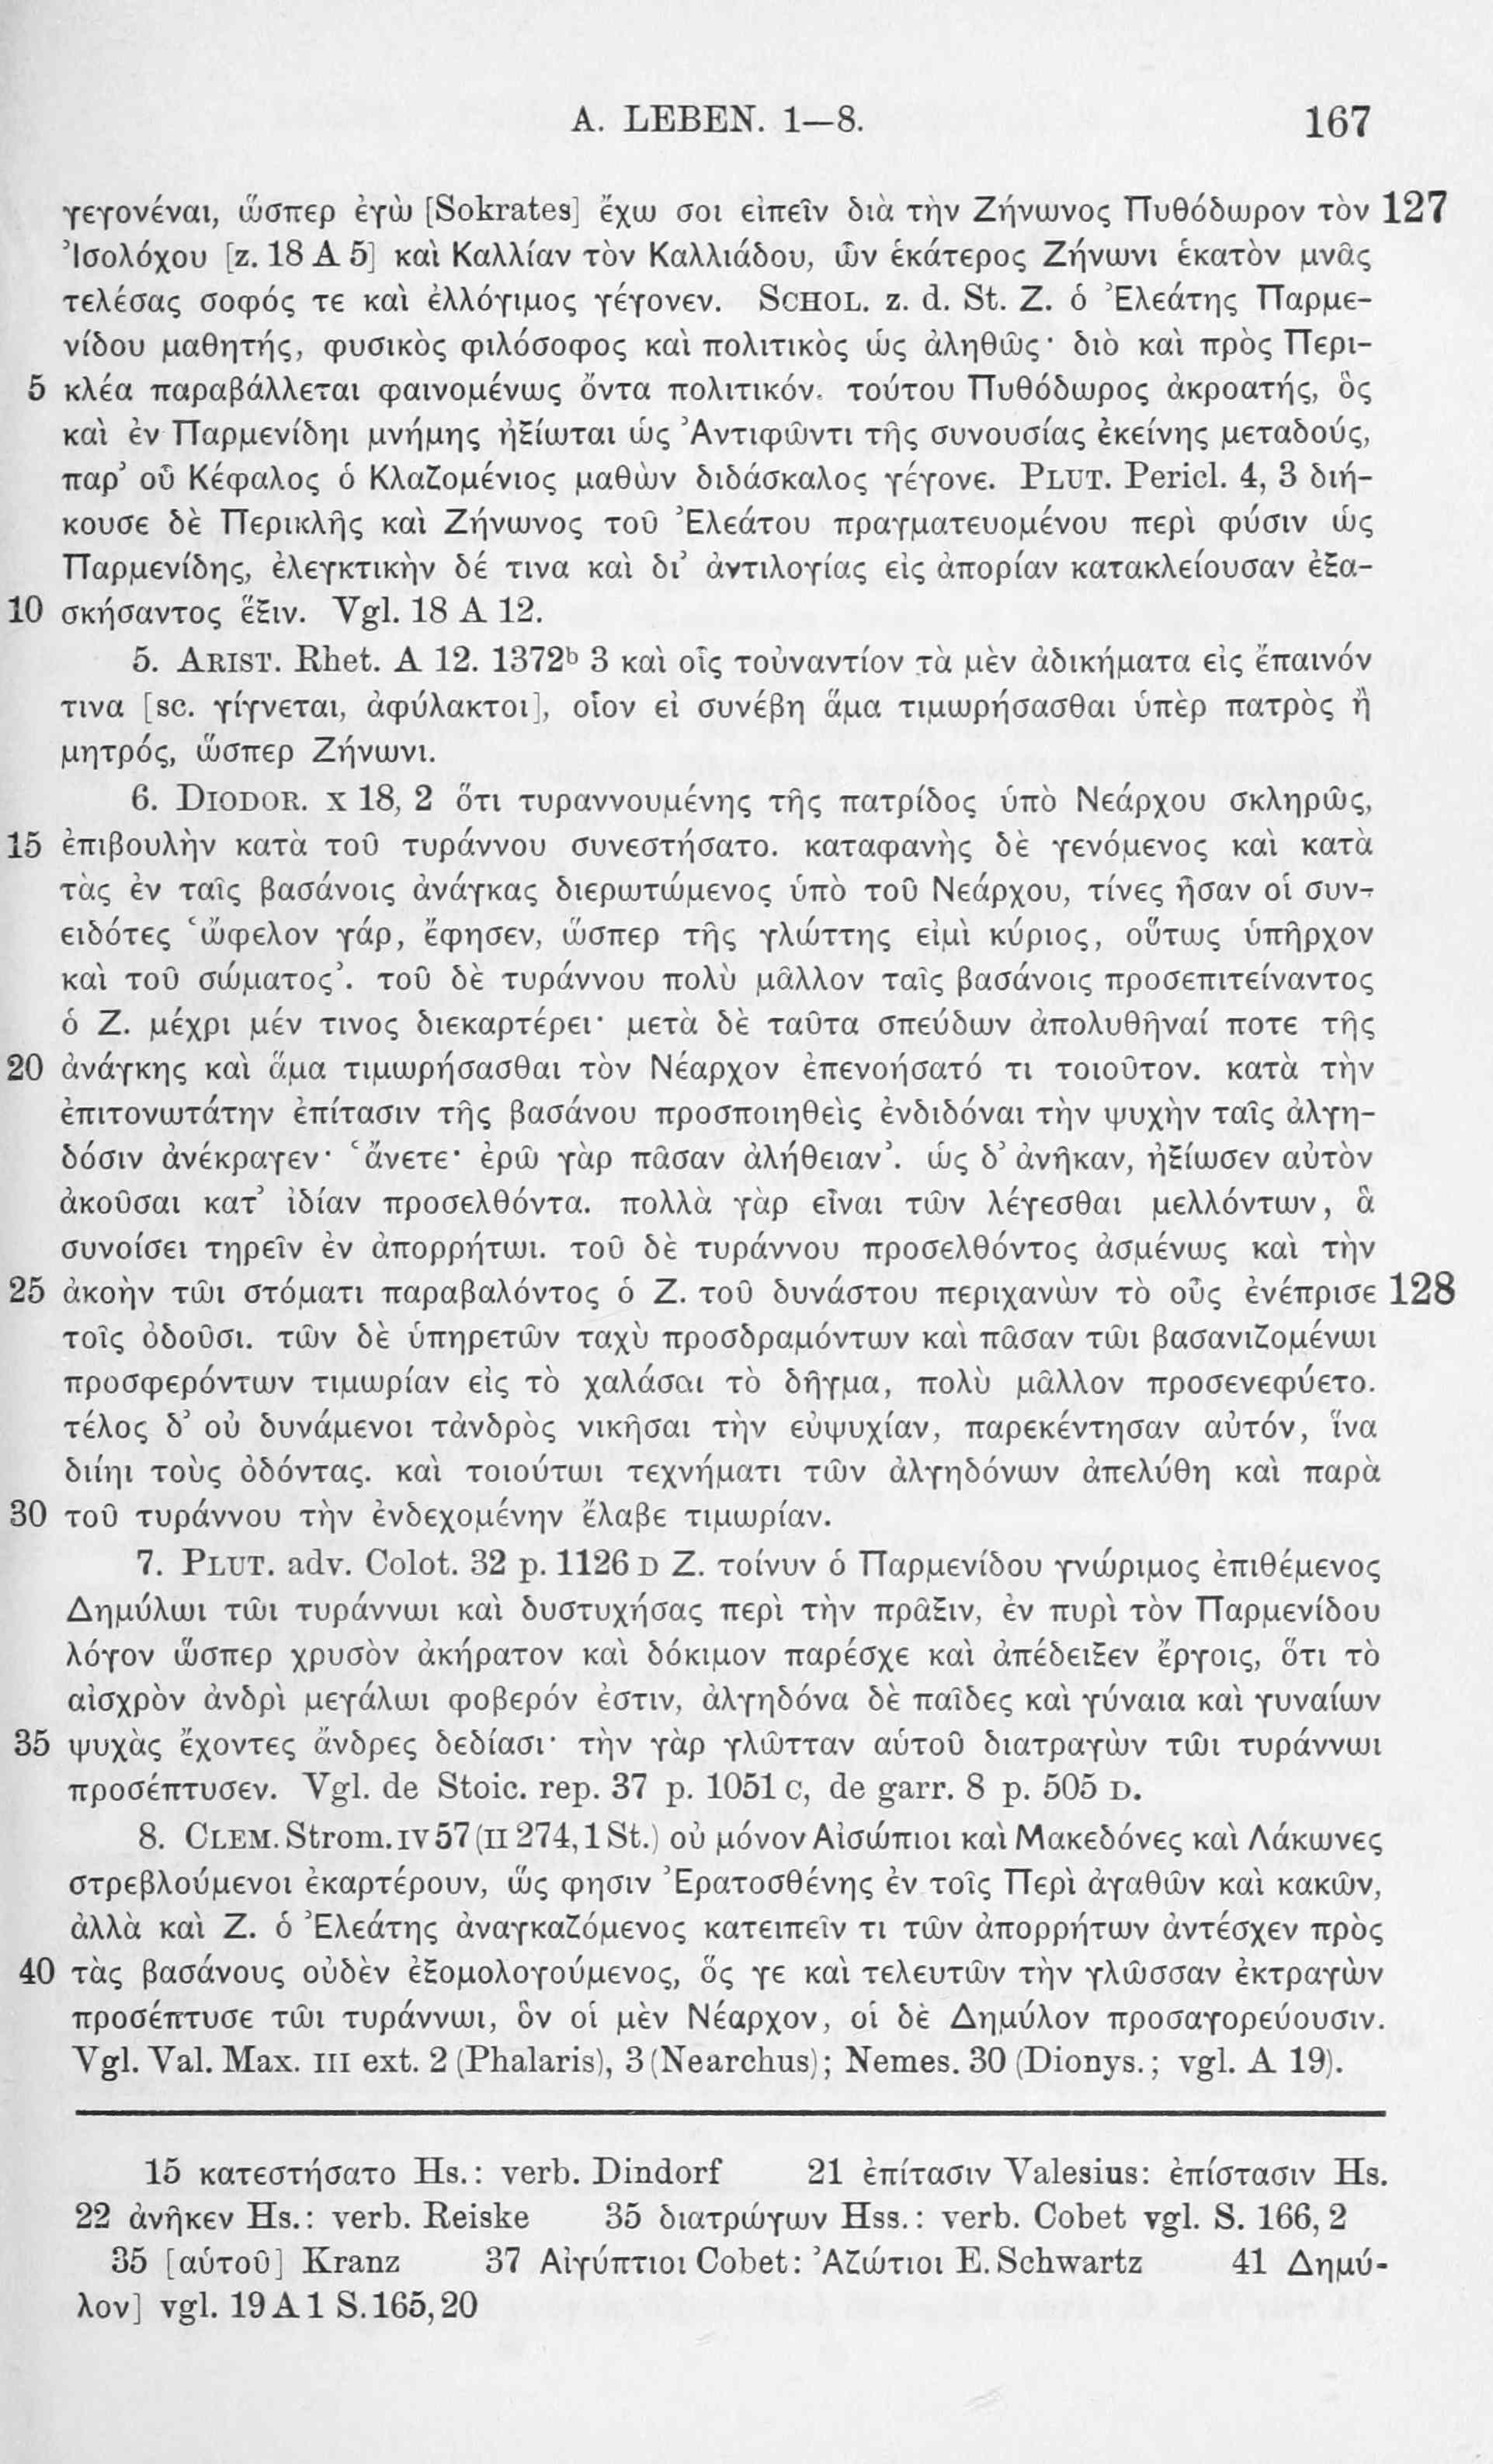 A. LEBEN. 1—8. 167
γεγονέναι, ὥσπερ ἐγὼ [Sokrates] ἔχω σοι εἰπεῖν διὰ τὴν Ζήνωνος Πυθόδωρον τὸν 127
Ἰσολόχου [z. 18 A 5] καὶ Καλλίαν τὸν Καλλιάδου, ὧν ἑκάτερος Ζήνωνι ἑκατὸν μνᾶς
τελέσας σοφός τε καὶ ἐλλόγιμος γέγονεν. SCHOL. z. d. St. Ζ. ὁ Ἐλεάτης Παρμε-
νίδου μαθητής, φυσικὸς φιλόσοφος καὶ πολιτικὸς ὡς ἀληθῶς· διὸ καὶ πρὸς Περι-
5 κλέα παραβάλλεται φαινομένως ὄντα πολιτικόν. τούτου Πυθόδωρος ἀκροατής, ὃς
καὶ ἐν Παρμενίδηι μνήμης ἠξίωται ὡς Ἀντιφῶντι τῆς συνουσίας ἐκείνης μεταδούς,
παρ' οὗ Κέφαλος ὁ Κλαζομένιος μαθὼν διδάσκαλος γέγονε. PLUT. Pericl. 4, 3 διή-
κουσε δὲ Περικλῆς καὶ Ζήνωνος τοῦ Ἐλεάτου πραγματευομένου περὶ φύσιν ὡς
Παρμενίδης, ἐλεγκτικὴν δέ τινα καὶ δι' ἀντιλογίας εἰς ἀπορίαν κατακλείουσαν ἐξα-
10 σκήσαντος ἕξιν. Vgl. 18 A 12.
5. ARIST. Rhet. A 12. 1372ᵇ 3 καὶ οἷς τοὐναντίον τὰ μὲν ἀδικήματα εἰς ἔπαινόν
τινα [sc. γίγνεται, ἀφύλακτοι], οἷον εἰ συνέβη ἅμα τιμωρήσασθαι ὑπὲρ πατρὸς ἢ
μητρός, ὥσπερ Ζήνωνι.
6. DIODOR. X 18, 2 ὅτι τυραννουμένης τῆς πατρίδος ὑπὸ Νεάρχου σκληρῶς,
15 ἐπιβουλὴν κατὰ τοῦ τυράννου συνεστήσατο. καταφανὴς δὲ γενόμενος καὶ κατὰ
τὰς ἐν ταῖς βασάνοις ἀνάγκας διερωτώμενος ὑπὸ τοῦ Νεάρχου, τίνες ἦσαν οἱ συν-
ειδότες ‘ὤφελον γάρ, ἔφησεν, ὥσπερ τῆς γλώττης εἰμὶ κύριος, οὕτως ὑπῆρχον
καὶ τοῦ σώματος’. τοῦ δὲ τυράννου πολὺ μᾶλλον ταῖς βασάνοις προσεπιτείναντος
ὁ Ζ. μέχρι μέν τινος διεκαρτέρει· μετὰ δὲ ταῦτα σπεύδων ἀπολυθῆναί ποτε τῆς
20 ἀνάγκης καὶ ἅμα τιμωρήσασθαι τὸν Νέαρχον ἐπενοήσατό τι τοιοῦτον. κατὰ τὴν
ἐπιτονωτάτην ἐπίτασιν τῆς βασάνου προσποιηθεὶς ἐνδιδόναι τὴν ψυχὴν ταῖς ἀλγη-
δόσιν ἀνέκραγεν· ‘ἄνετε· ἐρῶ γὰρ πᾶσαν ἀλήθειαν’. ὡς δ' ἀνῆκαν, ἠξίωσεν αὐτὸν
ἀκοῦσαι κατ' ἰδίαν προσελθόντα. πολλὰ γὰρ εἶναι τῶν λέγεσθαι μελλόντων, ἃ
συνοίσει τηρεῖν ἐν ἀπορρήτωι. τοῦ δὲ τυράννου προσελθόντος ἀσμένως καὶ τὴν
25 ἀκοὴν τῶι στόματι παραβαλόντος ὁ Ζ. τοῦ δυνάστου περιχανὼν τὸ οὖς ἐνέπρισε 128
τοῖς ὀδοῦσι. τῶν δὲ ὑπηρετῶν ταχὺ προσδραμόντων καὶ πᾶσαν τῶι βασανιζομένωι
προσφερόντων τιμωρίαν εἰς τὸ χαλάσαι τὸ δῆγμα, πολὺ μᾶλλον προσενεφύετο.
τέλος δ' οὐ δυνάμενοι τἀνδρὸς νικῆσαι τὴν εὐψυχίαν, παρεκέντησαν αὐτόν, ἵνα
διίηι τοὺς ὀδόντας. καὶ τοιούτωι τεχνήματι τῶν ἀλγηδόνων ἀπελύθη καὶ παρὰ
30 τοῦ τυράννου τὴν ἐνδεχομένην ἔλαβε τιμωρίαν.
7. PLUT. adv. Colot. 32 p. 1126 D Ζ. τοίνυν ὁ Παρμενίδου γνώριμος ἐπιθέμενος
Δημύλωι τῶι τυράννωι καὶ δυστυχήσας περὶ τὴν πρᾶξιν, ἐν πυρὶ τὸν Παρμενίδου
λόγον ὥσπερ χρυσὸν ἀκήρατον καὶ δόκιμον παρέσχε καὶ ἀπέδειξεν ἔργοις, ὅτι τὸ
αἰσχρὸν ἀνδρὶ μεγάλωι φοβερόν ἐστιν, ἀλγηδόνα δὲ παῖδες καὶ γύναια καὶ γυναίων
35 ψυχὰς ἔχοντες ἄνδρες δεδίασι· τὴν γὰρ γλῶτταν αὑτοῦ διατραγὼν τῶι τυράννωι
προσέπτυσεν. Vgl. de Stoic. rep. 37 p. 1051 C, de garr. 8 p. 505 D.
8. CLEM. Strom. IV 57 (II 274, 1 St.) οὐ μόνον Αἰσώπιοι καὶ Μακεδόνες καὶ Λάκωνες
στρεβλούμενοι ἐκαρτέρουν, ὥς φησιν Ἐρατοσθένης ἐν τοῖς Περὶ ἀγαθῶν καὶ κακῶν,
ἀλλὰ καὶ Ζ. ὁ Ἐλεάτης ἀναγκαζόμενος κατειπεῖν τι τῶν ἀπορρήτων ἀντέσχεν πρὸς
40 τὰς βασάνους οὐδὲν ἐξομολογούμενος, ὅς γε καὶ τελευτῶν τὴν γλῶσσαν ἐκτραγὼν
προσέπτυσε τῶι τυράννωι, ὃν οἱ μὲν Νέαρχον, οἱ δὲ Δημύλον προσαγορεύουσιν.
Vgl. Val. Max. III ext. 2 (Phalaris), 3 (Nearchus); Nemes. 30 (Dionys.; vgl. A 19).
15 κατεστήσατο Hs.: verb. Dindorf 21 ἐπίτασιν Valesius: ἐπίστασιν Hs.
22 ἀνῆκεν Hs.: verb. Reiske 35 διατρώγων Hss.: verb. Cobet vgl. S. 166, 2
35 [αὑτοῦ] Kranz 37 Αἰγύπτιοι Cobet: Ἀζώτιοι E. Schwartz 41 Δημύ-
λον] vgl. 19 A 1 S. 165, 20